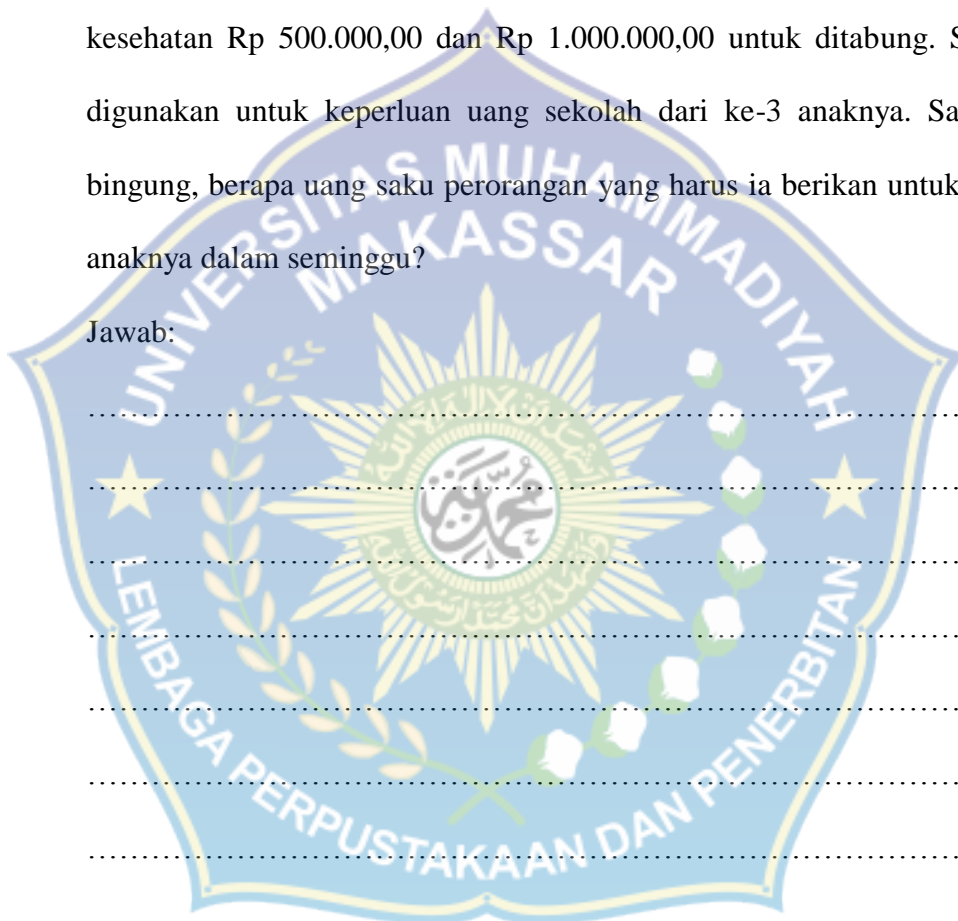 kesehatan Rp 500.000,00 dan Rp 1.000.000,00 untuk ditabung.
digunakan untuk keperluan uang sekolah dari ke-3 anaknya.
bingung, berapa uang saku perorangan yang harus ia berikan untuk
anaknya dalam seminggu?
Jawab:
UNIVERSITAS MUHAMMADIYAH
MAKASSAR
LEMBAGA PERPUSTAKAAN DAN PENERBITAN